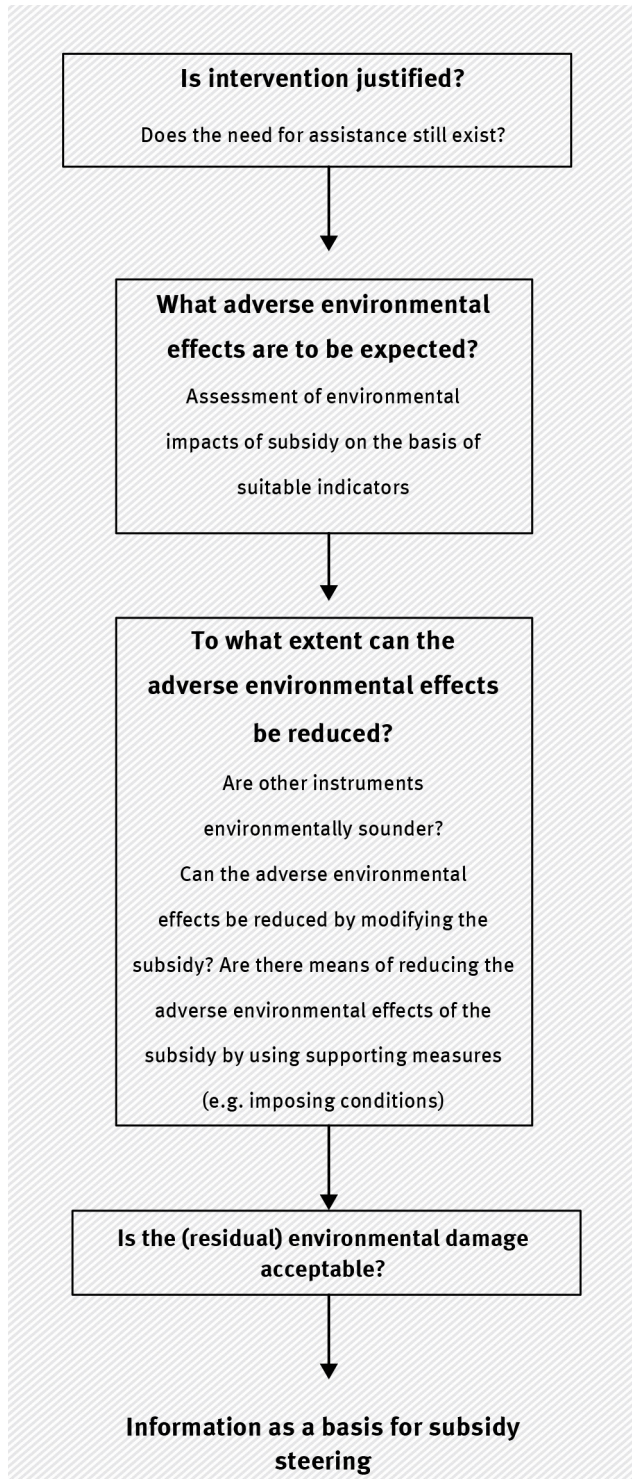 Is intervention justified?
Does the need for assistance still exist?
What adverse environmental
effects are to be expected?
Assessment of environmental
impacts of subsidy on the basis of
suitable indicators
To what extent can the
adverse environmental effects
be reduced?
Are other instruments
environmentally sounder?
Can the adverse environmental
effects be reduced by modifying the
subsidy? Are there means of reducing the
adverse environmental effects of the
subsidy by using supporting measures
(e.g. imposing conditions)
Is the (residual) environmental damage
acceptable?
Information as a basis for subsidy
steering